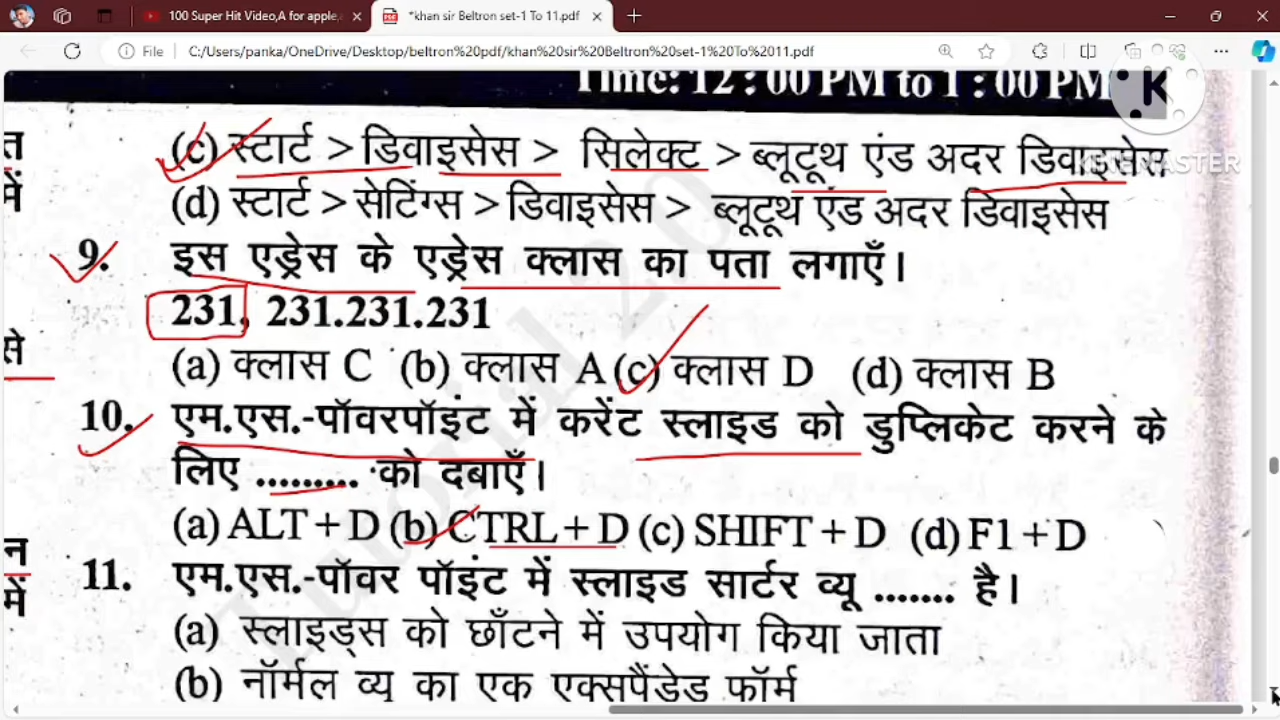 100 Super Hit Video,A for apple,a
*khan sir Beltron set-1 To 11.pdf
File C:/Users/panka/OneDrive/Desktop/beltron%20pdf/khan%20sir%20Beltron%20set-1%20To%2011.pdf
Time: 12 : 00 PM to 1 : 00 PM
K
KINEMASTER
त (c) स्टार्ट > डिवाइसेस > सिलेक्ट > ब्लूटूथ एंड अदर डिवाइसेस
में (d) स्टार्ट > सेटिंग्स > डिवाइसेस > ब्लूटूथ एंड अदर डिवाइसेस
9. इस एड्रेस के एड्रेस क्लास का पता लगाएँ।
231, 231.231.231
से (a) क्लास C (b) क्लास A (c) क्लास D (d) क्लास B
10. एम.एस.-पॉवरपॉइंट में करेंट स्लाइड को डुप्लिकेट करने के
लिए ......... को दबाएँ।
न (a) ALT + D (b) CTRL + D (c) SHIFT + D (d) F1 + D
में 11. एम.एस.-पॉवर पॉइंट में स्लाइड सार्टर व्यू ....... है।
(a) स्लाइड्स को छाँटने में उपयोग किया जाता
(b) नॉर्मल व्य का एक एक्सपैंडेड फॉर्म